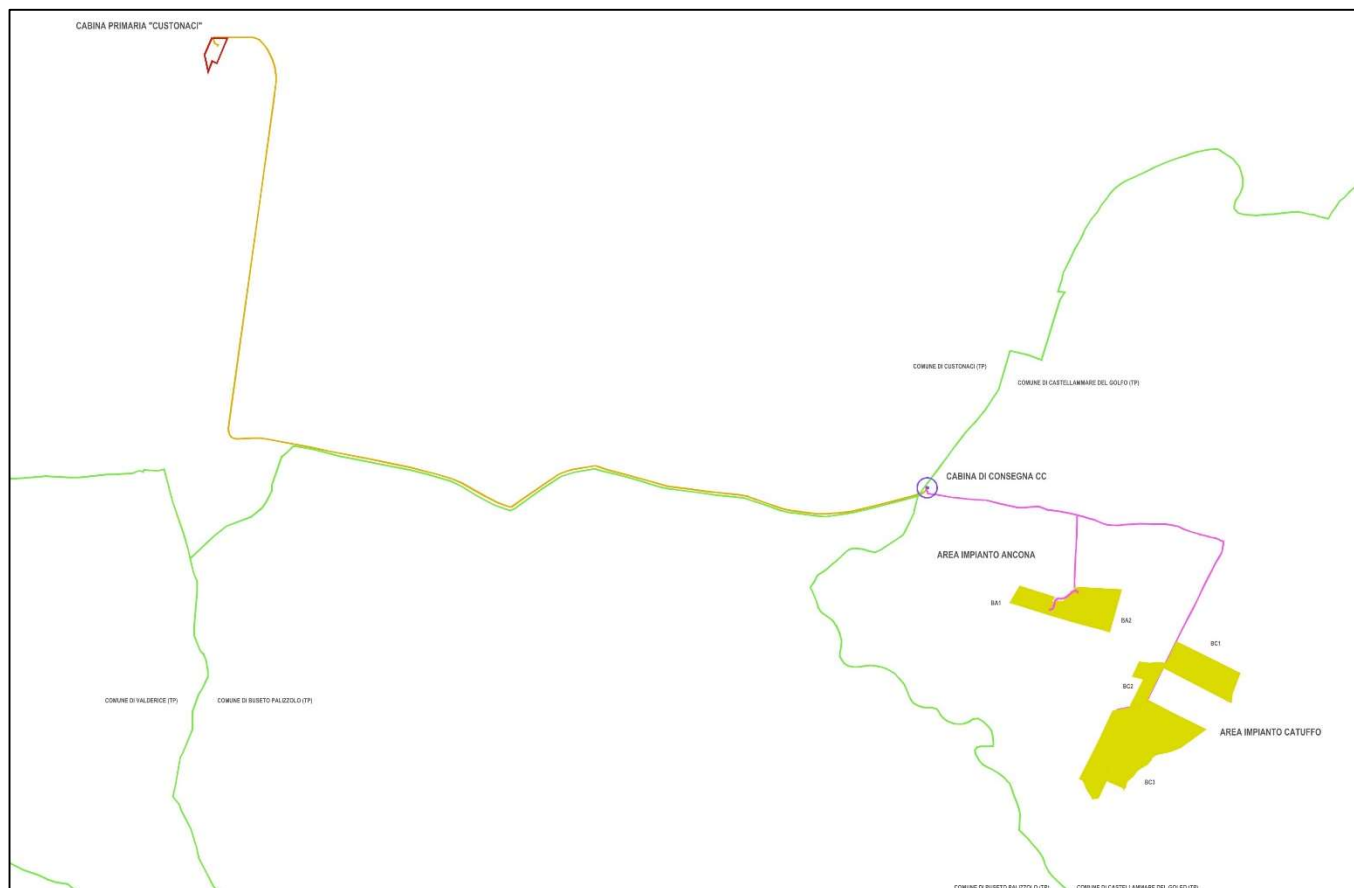 CABINA PRIMARIA "CUSTONACI"
COMUNE DI CUSTONACI (TP)
COMUNE DI CASTELLAMMARE DEL GOLFO (TP)
CABINA DI CONSEGNA CC
AREA IMPIANTO ANCONA
BA1
BA2
BC1
BC2
COMUNE DI VALDERICE (TP)
COMUNE DI BUSETO PALIZZOLO (TP)
AREA IMPIANTO CATUFFO
BC3
COMUNE DI BUSETO PALIZZOLO (TP)
COMUNE DI CASTELLAMMARE DEL GOLFO (TP)